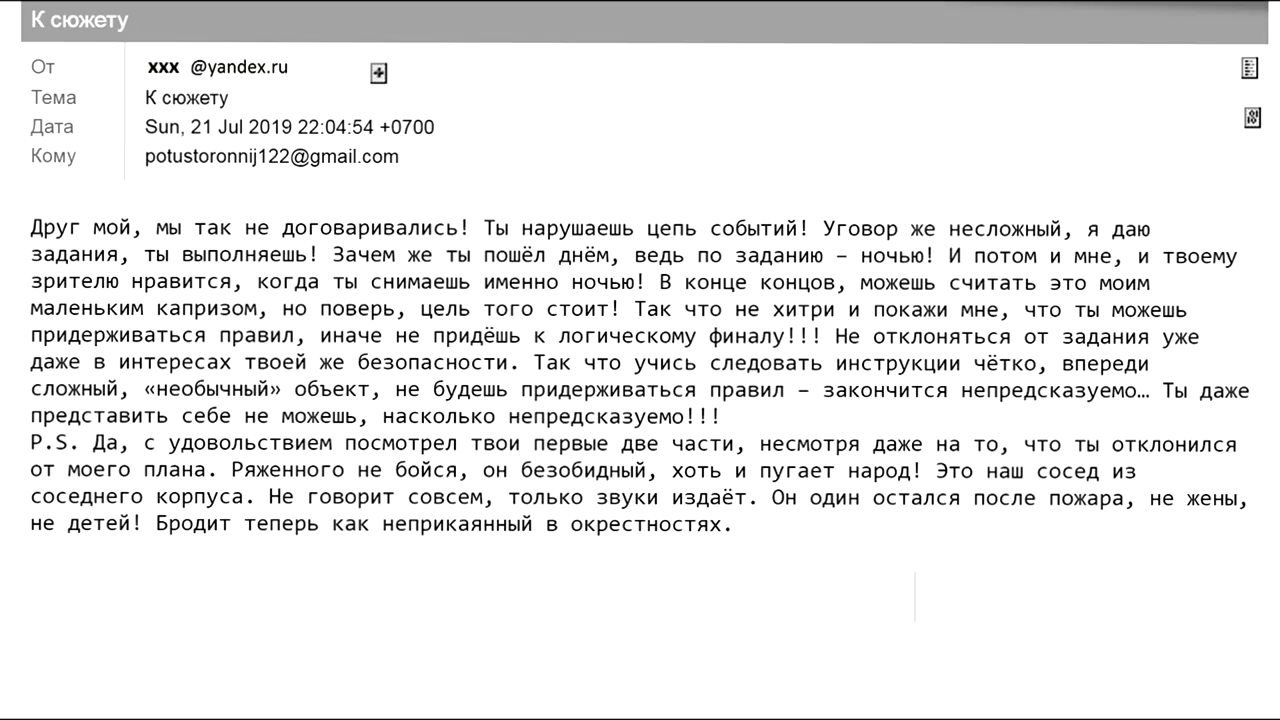 К сюжету
От xxx @yandex.ru
Тема К сюжету
Дата Sun, 21 Jul 2019 22:04:54 +0700
Кому potustoronnij122@gmail.com
Друг мой, мы так не договаривались! Ты нарушаешь цепь событий! Уговор же несложный, я даю
задания, ты выполняешь! Зачем же ты пошёл днём, ведь по заданию – ночью! И потом и мне, и твоему
зрителю нравится, когда ты снимаешь именно ночью! В конце концов, можешь считать это моим
маленьким капризом, но поверь, цель того стоит! Так что не хитри и покажи мне, что ты можешь
придерживаться правил, иначе не придёшь к логическому финалу!!! Не отклоняться от задания уже
даже в интересах твоей же безопасности. Так что учись следовать инструкции чётко, впереди
сложный, «необычный» объект, не будешь придерживаться правил – закончится непредсказуемо… Ты даже
представить себе не можешь, насколько непредсказуемо!!!
P.S. Да, с удовольствием посмотрел твои первые две части, несмотря даже на то, что ты отклонился
от моего плана. Ряженного не бойся, он безобидный, хоть и пугает народ! Это наш сосед из
соседнего корпуса. Не говорит совсем, только звуки издаёт. Он один остался после пожара, не жены,
не детей! Бродит теперь как неприкаянный в окрестностях.